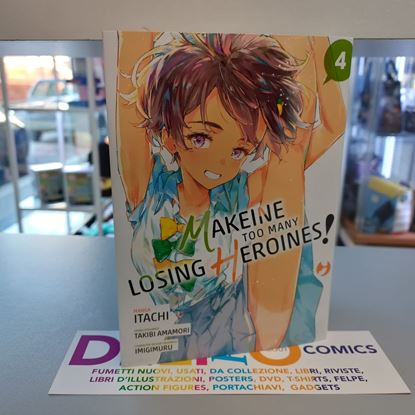 4
MAKEINE
TOO MANY
LOSING HEROINES!
MANGA
ITACHI
TAKIBI AMAMORI
IMIGIMURU
COMICS
FUMETTI NUOVI, USATI, DA COLLEZIONE, LIBRI, RIVISTE,
LIBRI D'ILLUSTRAZIONI, POSTERS, DVD, T-SHIRTS, FELPE,
ACTION FIGURES, PORTACHIAVI, GADGETS